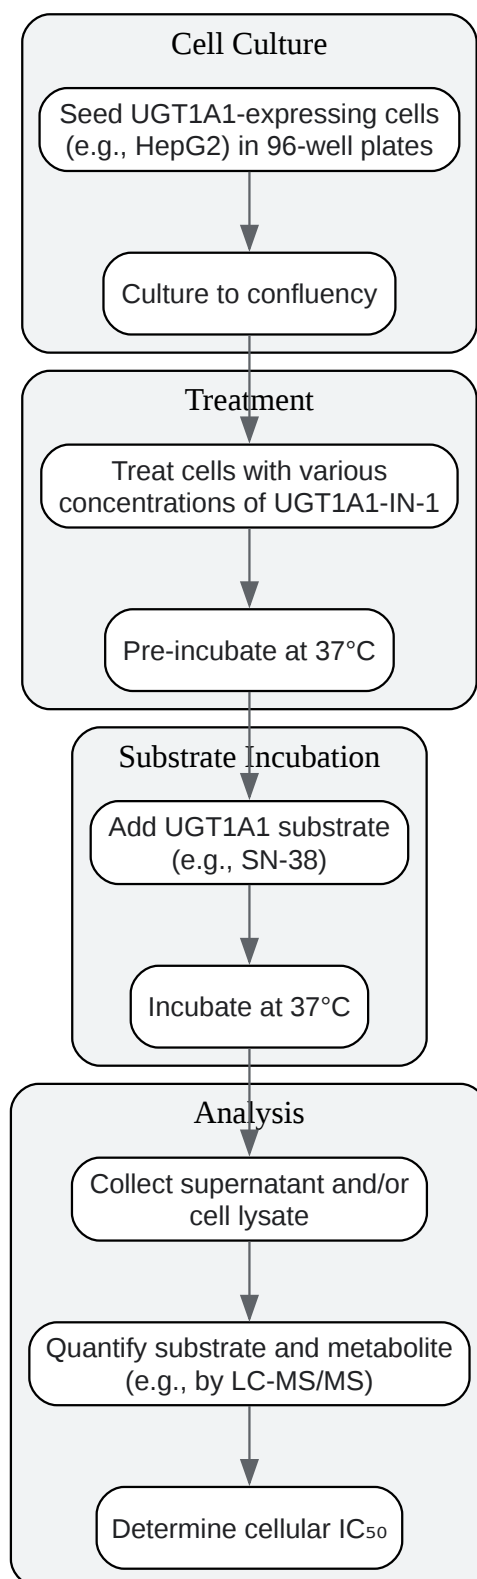 Cell Culture
Seed UGT1A1-expressing cells
(e.g., HepG2) in 96-well plates
Culture to confluency
Treatment
Treat cells with various
concentrations of UGT1A1-IN-1
Pre-incubate at 37°C
Substrate Incubation
Add UGT1A1 substrate
(e.g., SN-38)
Incubate at 37°C
Analysis
Collect supernatant and/or
cell lysate
Quantify substrate and metabolite
(e.g., by LC-MS/MS)
Determine cellular IC₅₀